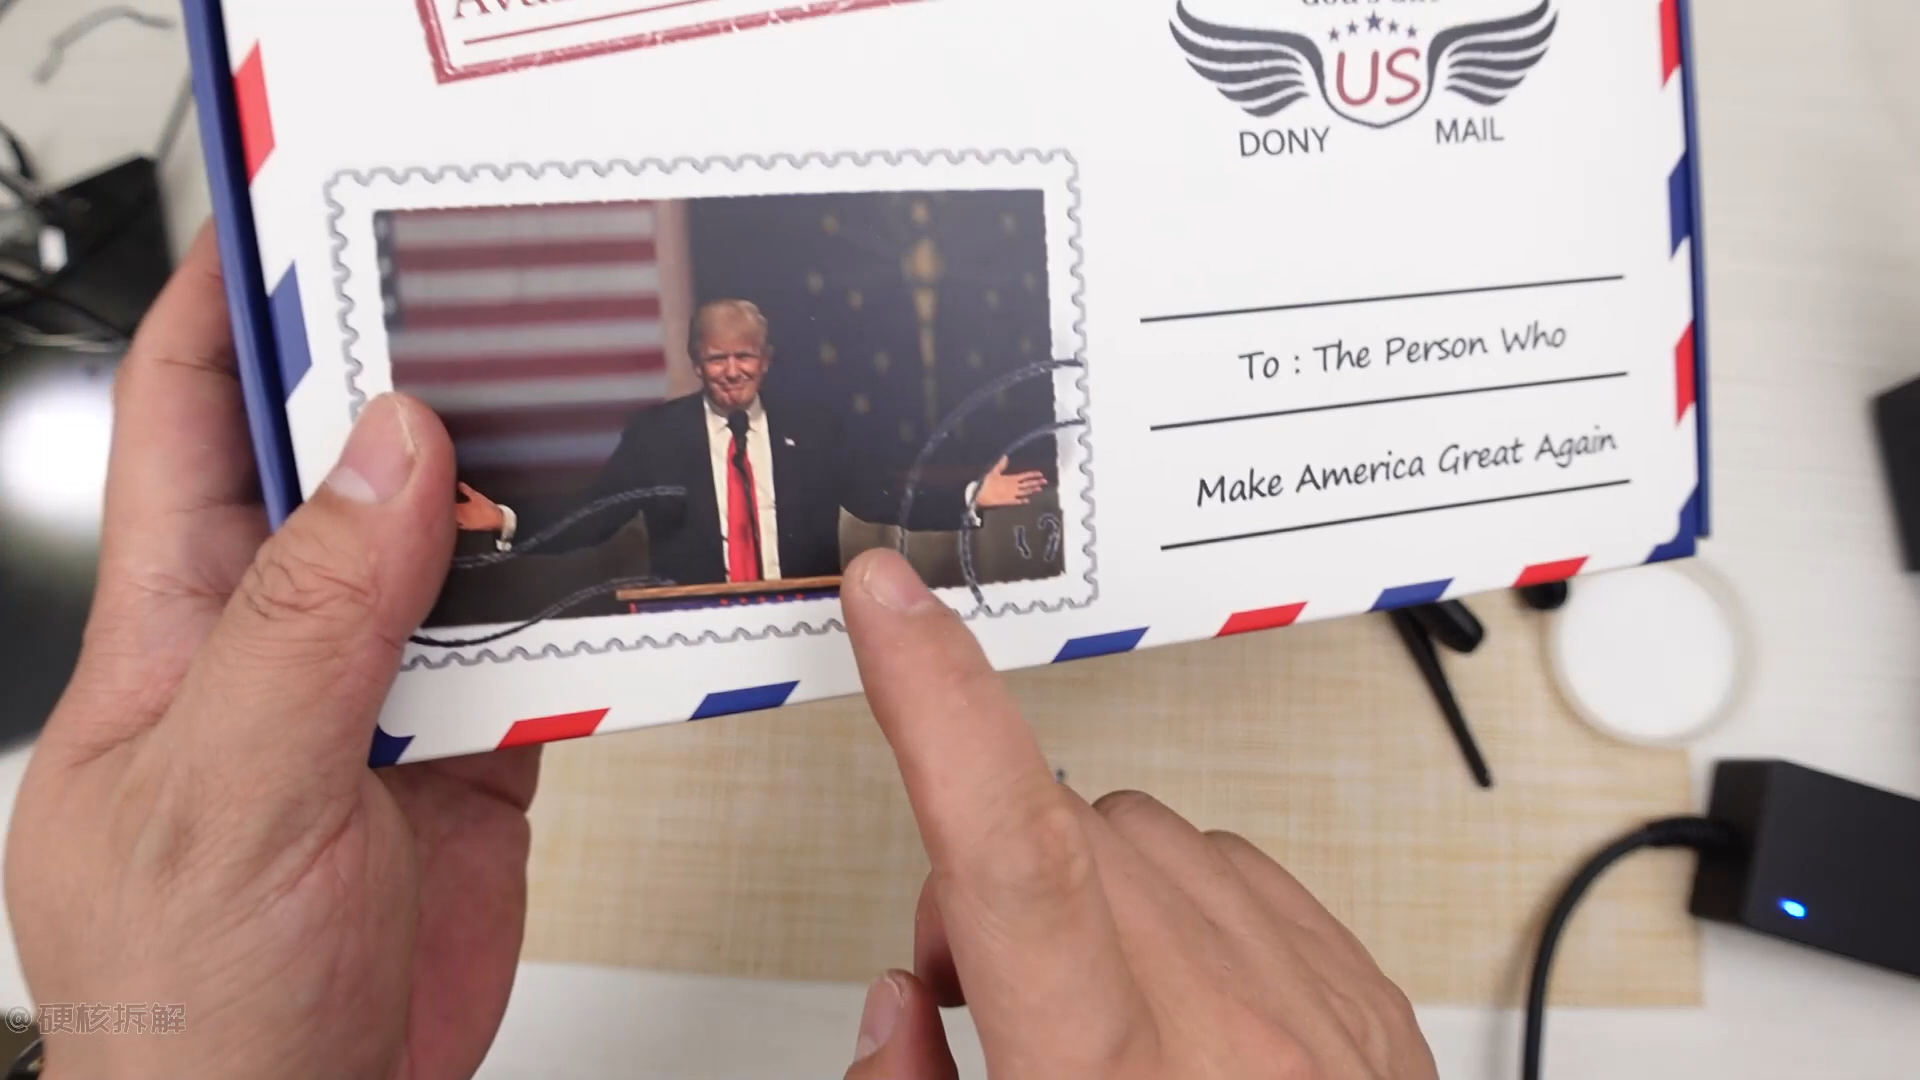 US
DONY MAIL
To : The Person Who
Make America Great Again
@硬核拆解